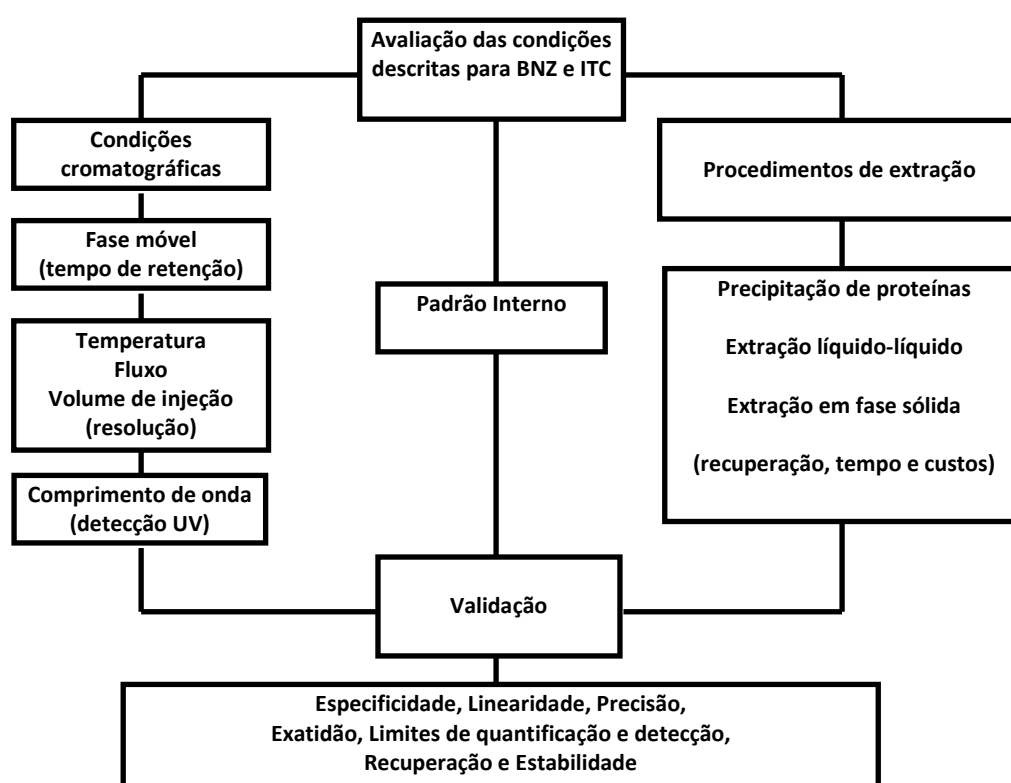 Avaliação das condições
descritas para BNZ e ITC
Condições
cromatográficas
Fase móvel
(tempo de retenção)
Temperatura
Fluxo
Volume de injeção
(resolução)
Comprimento de onda
(detecção UV)
Padrão Interno
Procedimentos de extração
Precipitação de proteínas
Extração líquido-líquido
Extração em fase sólida
(recuperação, tempo e custos)
Validação
Especificidade, Linearidade, Precisão,
Exatidão, Limites de quantificação e detecção,
Recuperação e Estabilidade